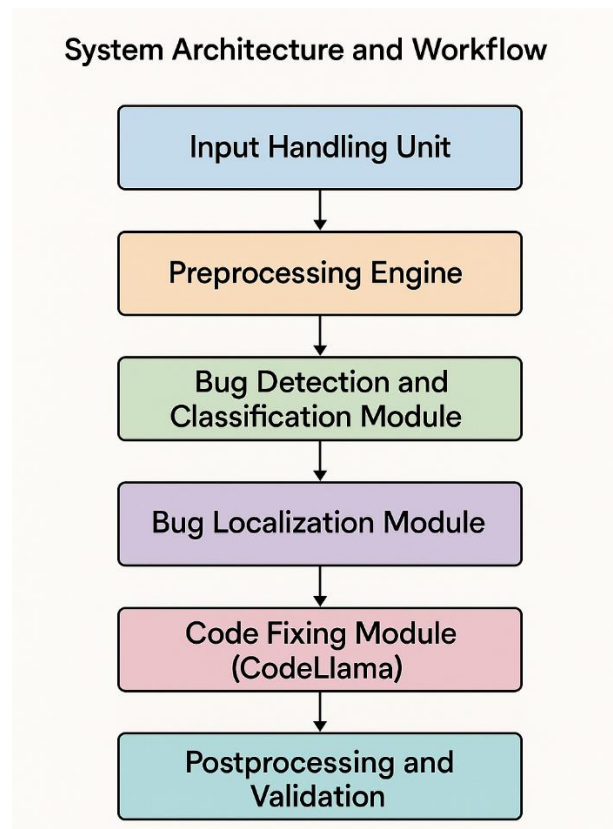 System Architecture and Workflow
Input Handling Unit
Preprocessing Engine
Bug Detection and
Classification Module
Bug Localization Module
Code Fixing Module
(CodeLlama)
Postprocessing and
Validation